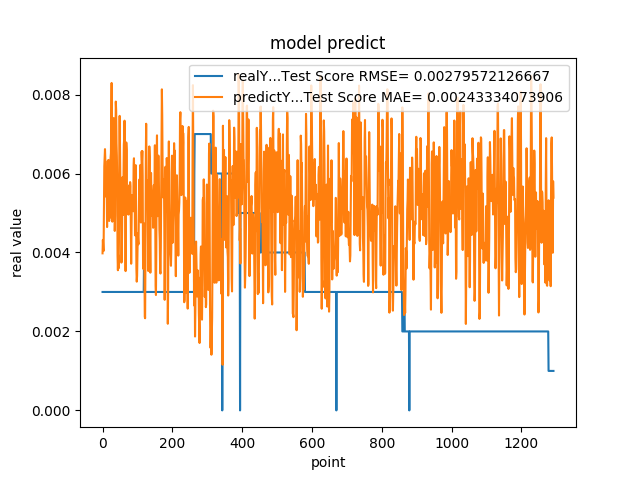 model predict
realY...Test Score RMSE= 0.00279572126667
predictY...Test Score MAE= 0.00243334073906
real value
0.008
0.006
0.004
0.002
0.000
0 200 400 600 800 1000 1200
point